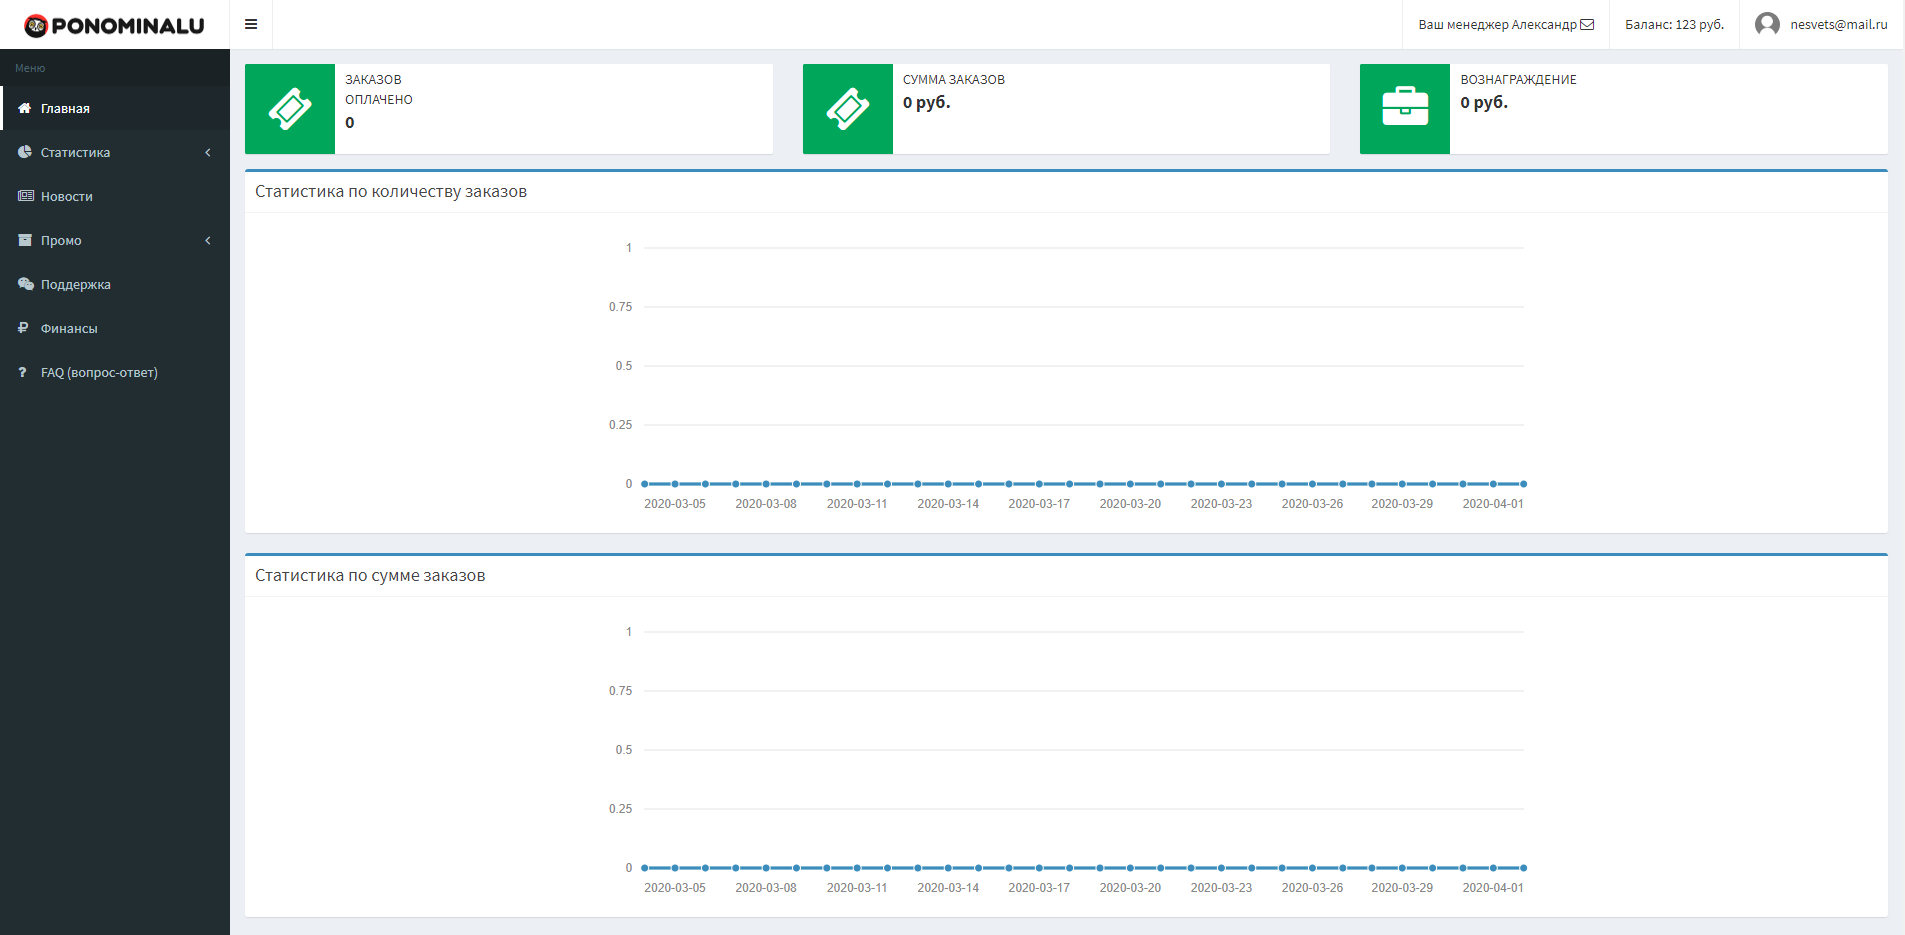 PONOMINALU
Ваш менеджер Александр
Баланс: 123 руб.
nesvets@mail.ru
Меню
Главная
Статистика
Новости
Промо
Поддержка
Финансы
FAQ (вопрос-ответ)
ЗАКАЗОВ
ОПЛАЧЕНО
0
СУММА ЗАКАЗОВ
0 руб.
ВОЗНАГРАЖДЕНИЕ
0 руб.
Статистика по количеству заказов
1
0.75
0.5
0.25
0
2020-03-05 2020-03-08 2020-03-11 2020-03-14 2020-03-17 2020-03-20 2020-03-23 2020-03-26 2020-03-29 2020-04-01
Статистика по сумме заказов
1
0.75
0.5
0.25
0
2020-03-05 2020-03-08 2020-03-11 2020-03-14 2020-03-17 2020-03-20 2020-03-23 2020-03-26 2020-03-29 2020-04-01